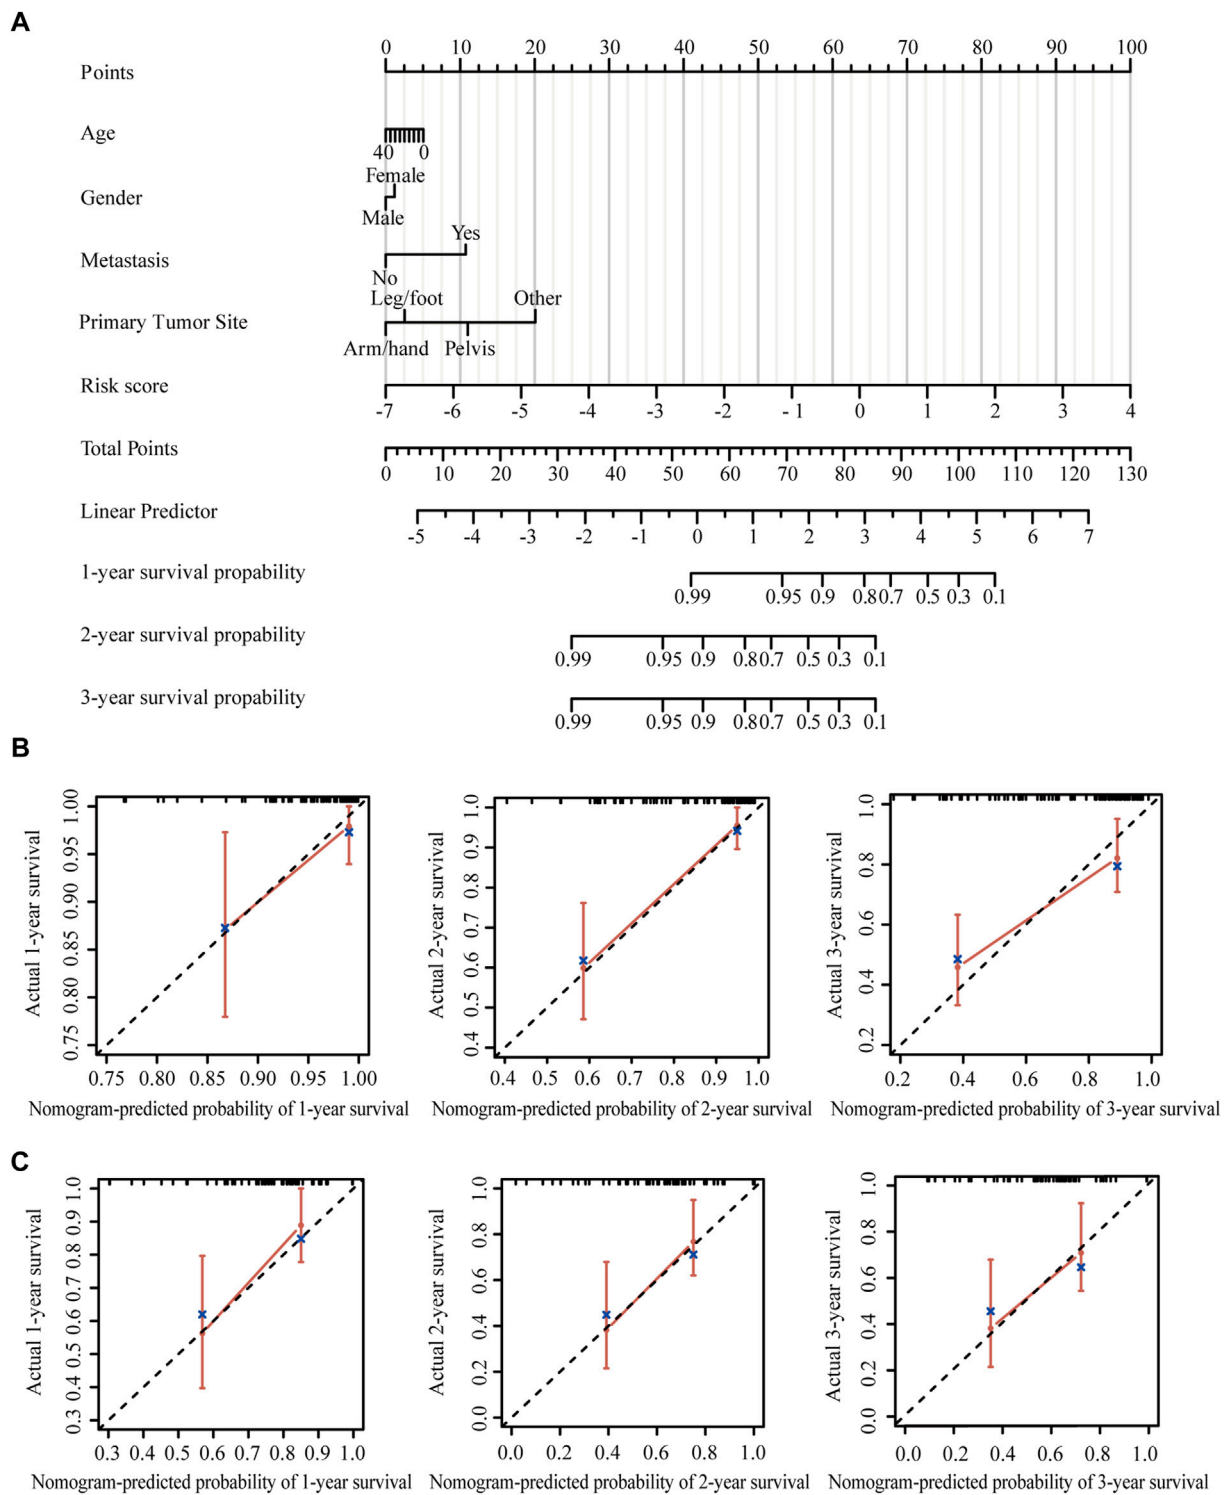 A
Points
0 10 20 30 40 50 60 70 80 90 100
Age
40 0
Female
Gender
Male
Yes
Metastasis
No
Leg/foot Other
Primary Tumor Site
Arm/hand Pelvis
Risk score
-7 -6 -5 -4 -3 -2 -1 0 1 2 3 4
Total Points
0 10 20 30 40 50 60 70 80 90 100 110 120 130
Linear Predictor
-5 -4 -3 -2 -1 0 1 2 3 4 5 6 7
1-year survival propability
0.99 0.95 0.9 0.8 0.7 0.5 0.3 0.1
2-year survival propability
0.99 0.95 0.9 0.8 0.7 0.5 0.3 0.1
3-year survival propability
0.99 0.95 0.9 0.8 0.7 0.5 0.3 0.1
B
Actual 1-year survival
0.75 0.80 0.85 0.90 0.95 1.00
0.75 0.80 0.85 0.90 0.95 1.00
Nomogram-predicted probability of 1-year survival
Actual 2-year survival
0.4 0.5 0.6 0.7 0.8 0.9 1.0
0.4 0.5 0.6 0.7 0.8 0.9 1.0
Nomogram-predicted probability of 2-year survival
Actual 3-year survival
0.2 0.4 0.6 0.8 1.0
0.2 0.4 0.6 0.8 1.0
Nomogram-predicted probability of 3-year survival
C
Actual 1-year survival
0.3 0.4 0.5 0.6 0.7 0.8 0.9 1.0
0.3 0.4 0.5 0.6 0.7 0.8 0.9 1.0
Nomogram-predicted probability of 1-year survival
Actual 2-year survival
0.0 0.2 0.4 0.6 0.8 1.0
0.0 0.2 0.4 0.6 0.8 1.0
Nomogram-predicted probability of 2-year survival
Actual 3-year survival
0.0 0.2 0.4 0.6 0.8 1.0
0.0 0.2 0.4 0.6 0.8 1.0
Nomogram-predicted probability of 3-year survival